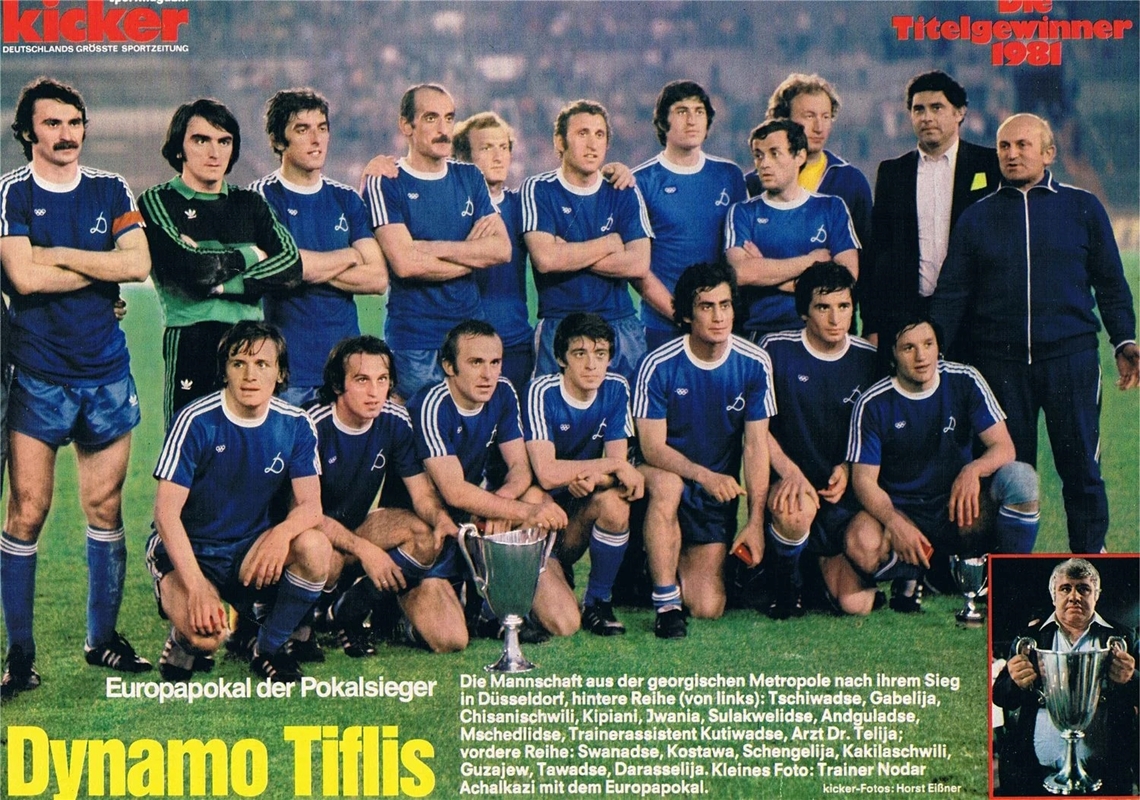 sportmagazin
kicker
DEUTSCHLANDS GRÖSSTE SPORTZEITUNG
Die
Titelgewinner
1981
Europapokal der Pokalsieger
Dynamo Tiflis
Die Mannschaft aus der georgischen Metropole nach ihrem Sieg
in Düsseldorf, hintere Reihe (von links): Tschiwadse, Gabelija,
Chisanischwili, Kipiani, Jwania, Sulakwelidse, Andguladse,
Mschedlidse, Trainerassistent Kutiwadse, Arzt Dr. Telija;
vordere Reihe: Swanadse, Kostawa, Schengelija, Kakilaschwili,
Guzajew, Tawadse, Darasselija. Kleines Foto: Trainer Nodar
Achalkazi mit dem Europapokal.
kicker-Fotos: Horst Eißner